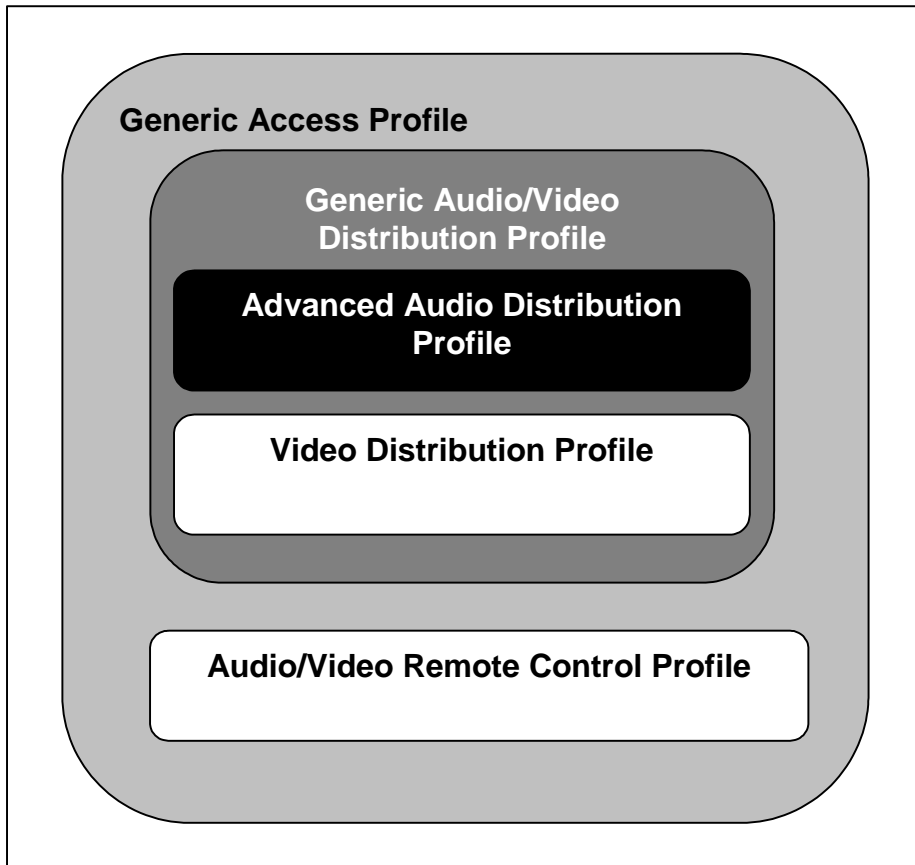 Generic Access Profile
Generic Audio/Video
Distribution Profile
Advanced Audio Distribution
Profile
Video Distribution Profile
Audio/Video Remote Control Profile